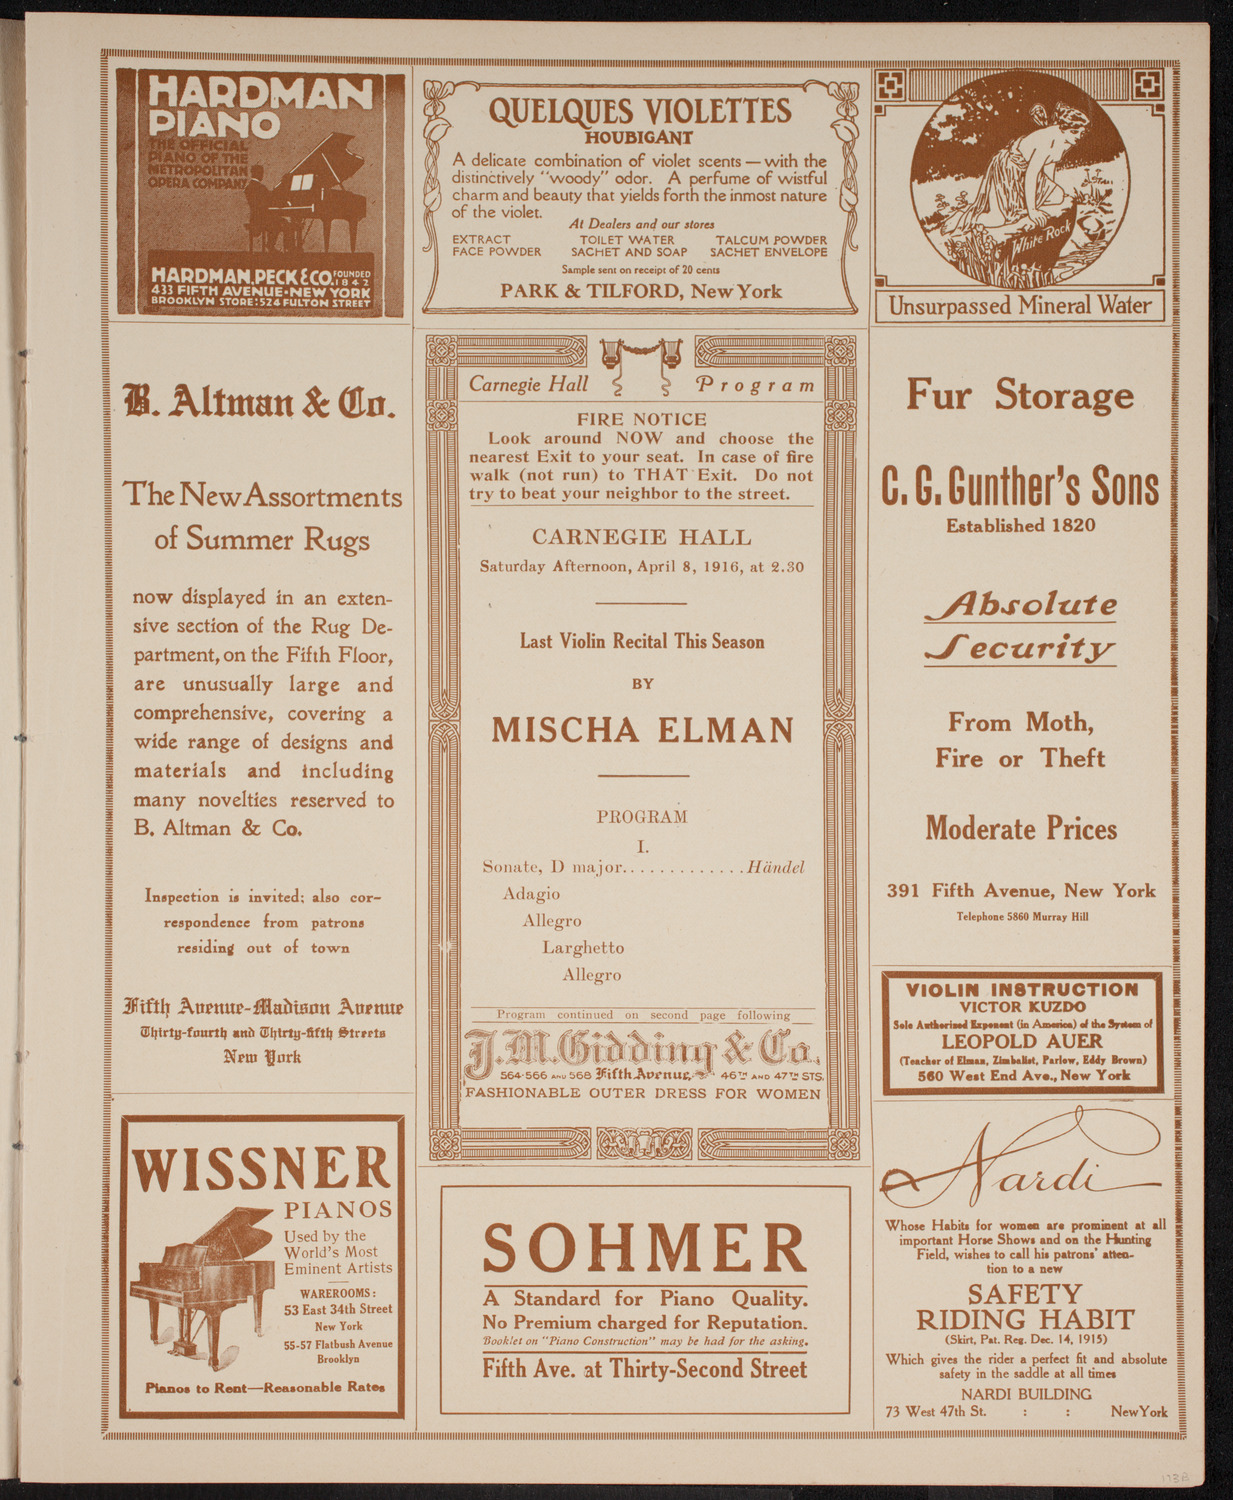 HARDMAN
PIANO
THE OFFICIAL
PIANO OF THE
METROPOLITAN
OPERA COMPANY
HARDMAN, PECK & CO. FOUNDED 1842
433 FIFTH AVENUE-NEW YORK
BROOKLYN STORE: 524 FULTON STREET
QUELQUES VIOLETTES
HOUBIGANT
A delicate combination of violet scents — with the
distinctively "woody" odor. A perfume of wistful
charm and beauty that yields forth the inmost nature
of the violet.
At Dealers and our stores
EXTRACT TOILET WATER TALCUM POWDER
FACE POWDER SACHET AND SOAP SACHET ENVELOPE
Sample sent on receipt of 20 cents
PARK & TILFORD, New York
White Rock
Unsurpassed Mineral Water
B. Altman & Co.
The New Assortments
of Summer Rugs
now displayed in an exten-
sive section of the Rug De-
partment, on the Fifth Floor,
are unusually large and
comprehensive, covering a
wide range of designs and
materials and including
many novelties reserved to
B. Altman & Co.
Inspection is invited; also cor-
respondence from patrons
residing out of town
Fifth Avenue-Madison Avenue
Thirty-fourth and Thirty-fifth Streets
New York
WISSNER
PIANOS
Used by the
World's Most
Eminent Artists
WAREROOMS:
53 East 34th Street
New York
55-57 Flatbush Avenue
Brooklyn
Pianos to Rent—Reasonable Rates
Carnegie Hall Program
FIRE NOTICE
Look around NOW and choose the
nearest Exit to your seat. In case of fire
walk (not run) to THAT Exit. Do not
try to beat your neighbor to the street.
CARNEGIE HALL
Saturday Afternoon, April 8, 1916, at 2.30
Last Violin Recital This Season
BY
MISCHA ELMAN
PROGRAM
I.
Sonate, D major.............Händel
Adagio
Allegro
Larghetto
Allegro
Program continued on second page following
J. M. Gidding & Co.
564-566 AND 568 Fifth Avenue, 46TH AND 47TH STS.
FASHIONABLE OUTER DRESS FOR WOMEN
SOHMER
A Standard for Piano Quality.
No Premium charged for Reputation.
Booklet on "Piano Construction" may be had for the asking.
Fifth Ave. at Thirty-Second Street
Fur Storage
C. G. Gunther's Sons
Established 1820
Absolute
Security
From Moth,
Fire or Theft
Moderate Prices
391 Fifth Avenue, New York
Telephone 5860 Murray Hill
VIOLIN INSTRUCTION
VICTOR KUZDO
Sole Authorized Exponent (in America) of the System of
LEOPOLD AUER
(Teacher of Elman, Zimbalist, Parlow, Eddy Brown)
560 West End Ave., New York
Nardi
Whose Habits for women are prominent at all
important Horse Shows and on the Hunting
Field, wishes to call his patrons' atten-
tion to a new
SAFETY
RIDING HABIT
(Skirt, Pat. Reg. Dec. 14, 1915)
Which gives the rider a perfect fit and absolute
safety in the saddle at all times
NARDI BUILDING
73 West 47th St. : : New York